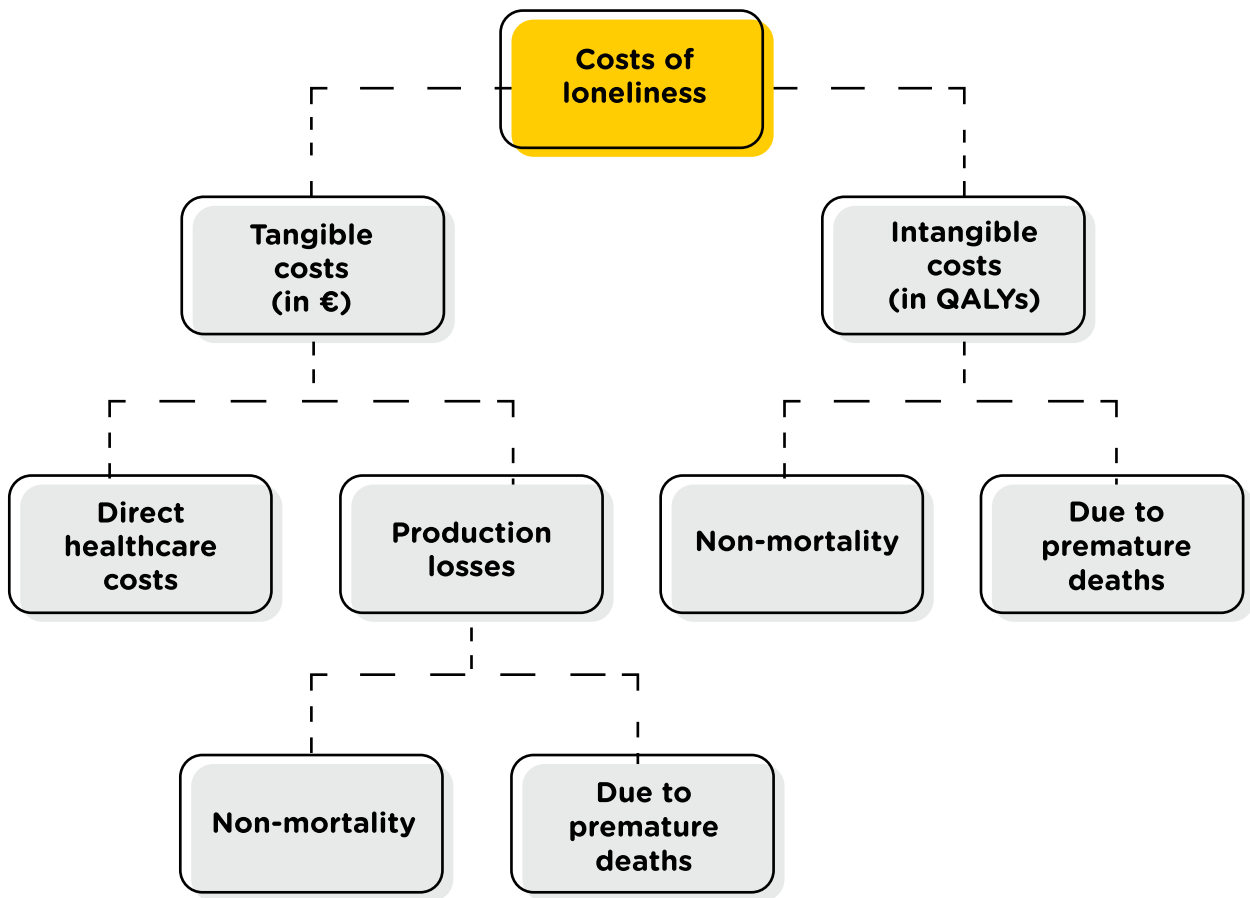 Costs of
loneliness
Tangible
costs
(in €)
Intangible
costs
(in QALYs)
Direct
healthcare
costs
Production
losses
Non-mortality
Due to
premature
deaths
Non-mortality
Due to
premature
deaths